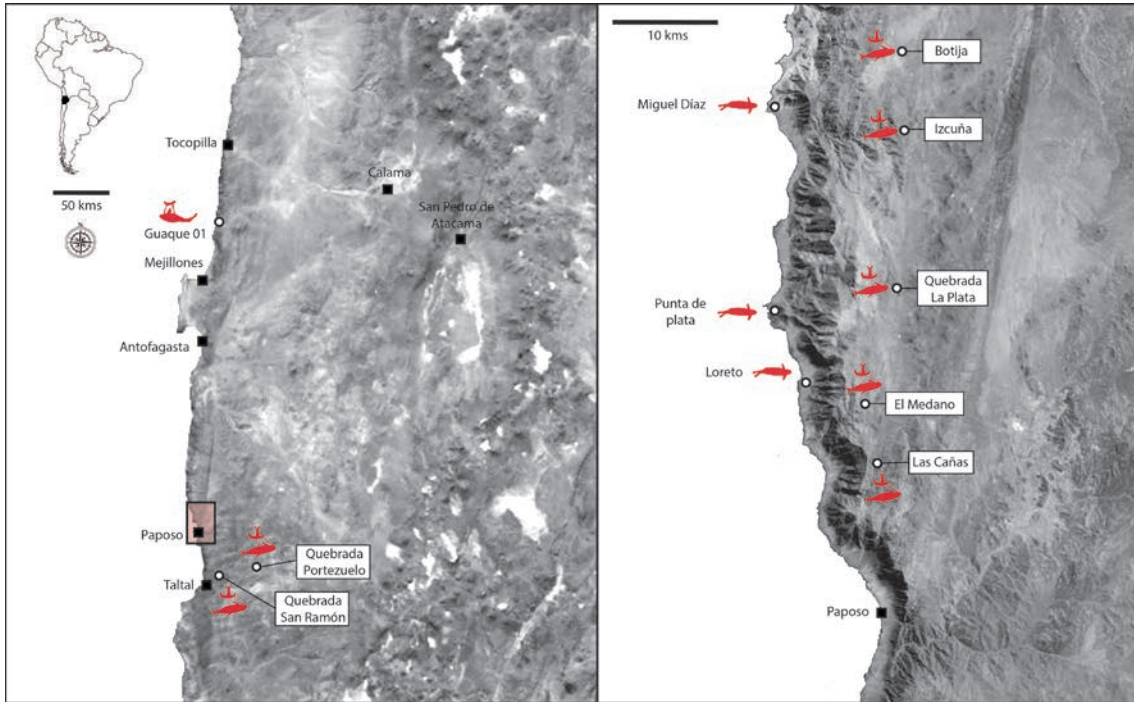 50 kms
Tocopilla
Calama
San Pedro de
Atacama
Guaque 01
Mejillones
Antofagasta
Paposo
Taltal
Quebrada
Portezuelo
Quebrada
San Ramón
10 kms
Botija
Miguel Díaz
Izcuña
Quebrada
La Plata
Punta de
plata
Loreto
El Medano
Las Cañas
Paposo